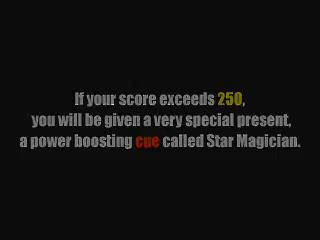 If your score exceeds 250,
you will be given a very special present,
a power boosting cue called Star Magician.